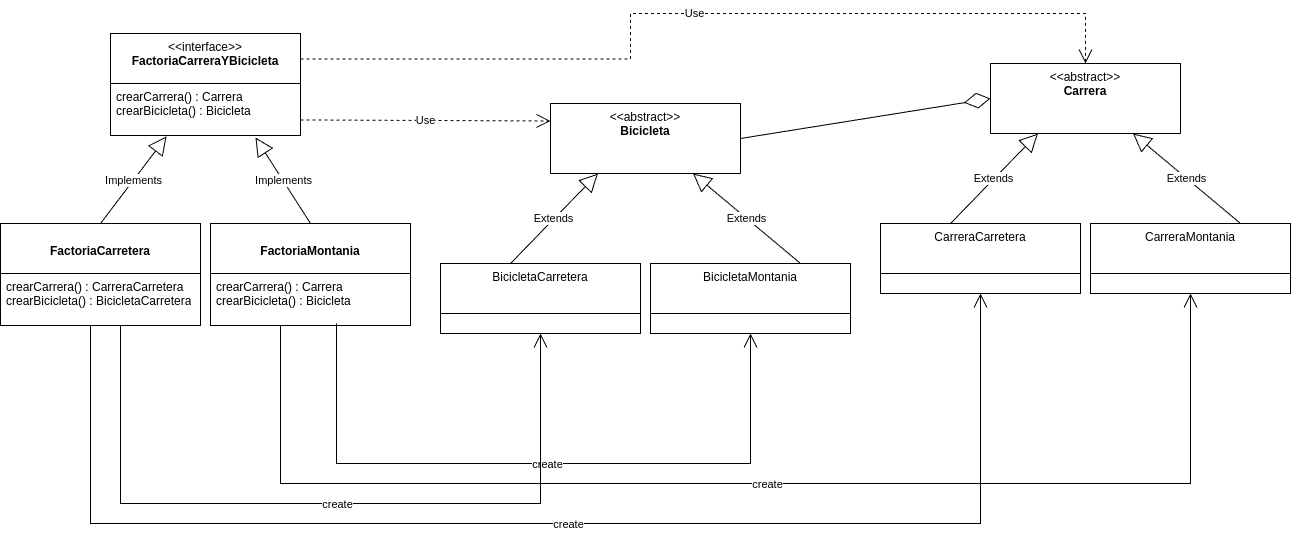 Use
<<interface>>
FactoriaCarreraYBicicleta
crearCarrera() : Carrera
crearBicicleta() : Bicicleta
Use
<<abstract>>
Bicicleta
<<abstract>>
Carrera
Implements
Implements
Extends
Extends
Extends
Extends
FactoriaCarretera
crearCarrera() : CarreraCarretera
crearBicicleta() : BicicletaCarretera
FactoriaMontania
crearCarrera() : Carrera
crearBicicleta() : Bicicleta
BicicletaCarretera
BicicletaMontania
CarreraCarretera
CarreraMontania
create
create
create
create